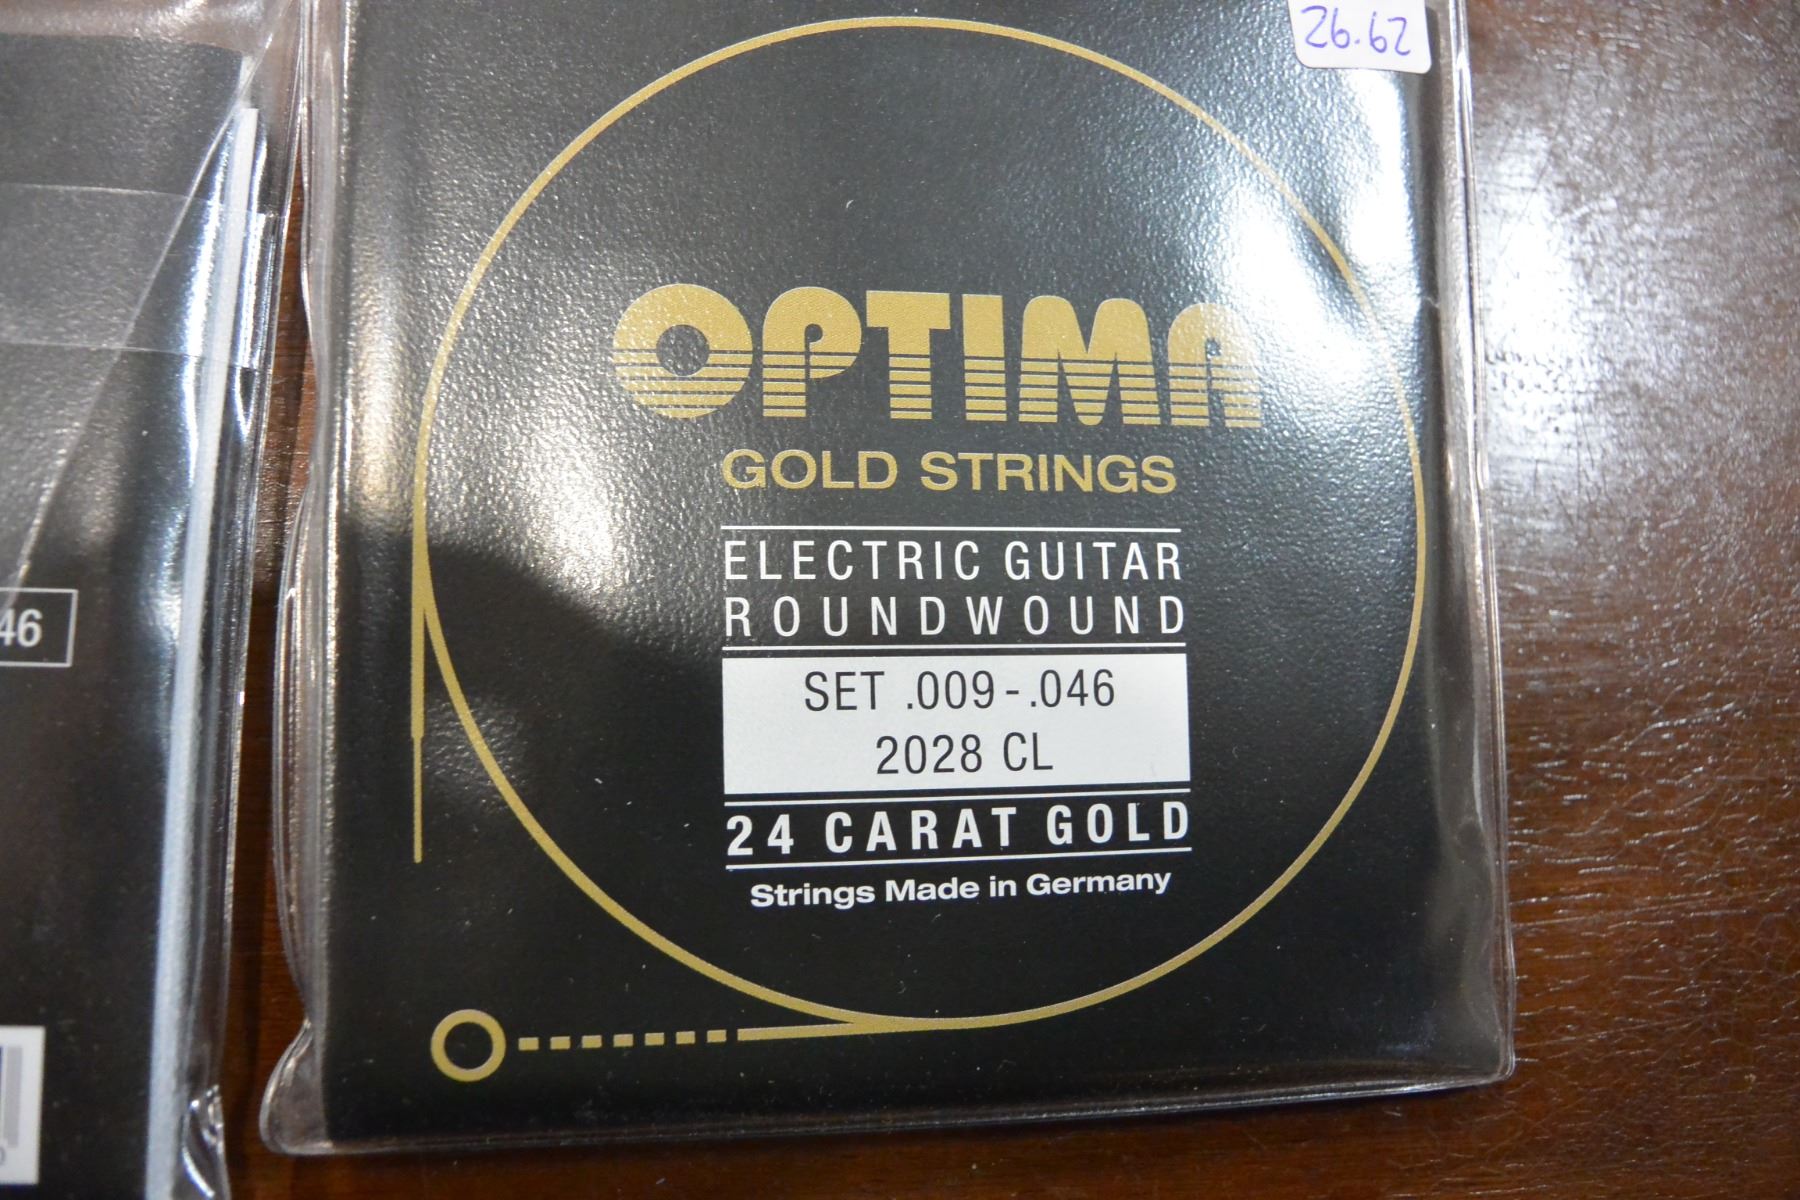 26.62
OPTIMA
GOLD STRINGS
ELECTRIC GUITAR
ROUNDWOUND
SET .009-.046
2028 CL
24 CARAT GOLD
Strings Made in Germany
46